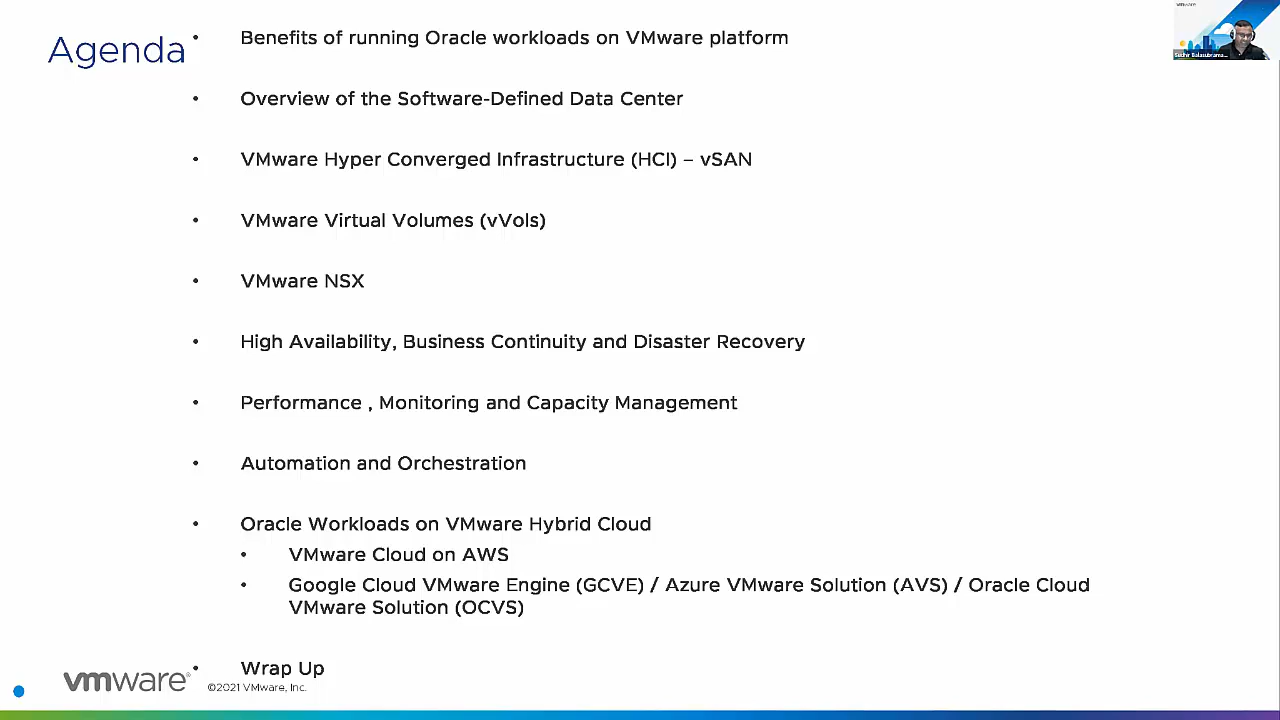 Agenda
• Benefits of running Oracle workloads on VMware platform
• Overview of the Software-Defined Data Center
• VMware Hyper Converged Infrastructure (HCI) – vSAN
• VMware Virtual Volumes (vVols)
• VMware NSX
• High Availability, Business Continuity and Disaster Recovery
• Performance , Monitoring and Capacity Management
• Automation and Orchestration
• Oracle Workloads on VMware Hybrid Cloud
• VMware Cloud on AWS
• Google Cloud VMware Engine (GCVE) / Azure VMware Solution (AVS) / Oracle Cloud
VMware Solution (OCVS)
• Wrap Up
vmware®
©2021 VMware, Inc.
vmware
Sudhir Balasubrama...